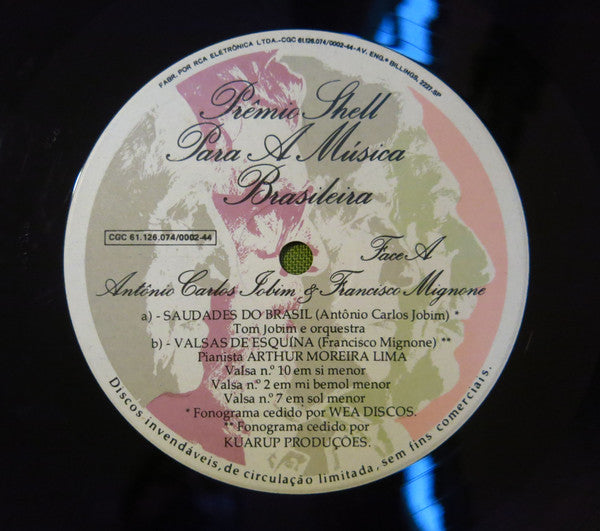 FABR. POR RCA ELETRÔNICA LTDA.-CGC 61.126.074/0002-44-AV. ENG.º BILLINGS, 2227-SP
Prêmio Shell
Para A Música
Brasileira
CGC 61.126.074/0002-44
Face A
Antônio Carlos Jobim & Francisco Mignone
a) - SAUDADES DO BRASIL (Antônio Carlos Jobim) *
Tom Jobim e orquestra
b) - VALSAS DE ESQUINA (Francisco Mignone) **
Pianista ARTHUR MOREIRA LIMA
Valsa n.º 10 em si menor
Valsa n.º 2 em mi bemol menor
Valsa n.º 7 em sol menor
* Fonograma cedido por WEA DISCOS.
** Fonograma cedido por
KUARUP PRODUÇÕES.
Discos invendáveis, de circulação limitada, sem fins comerciais.